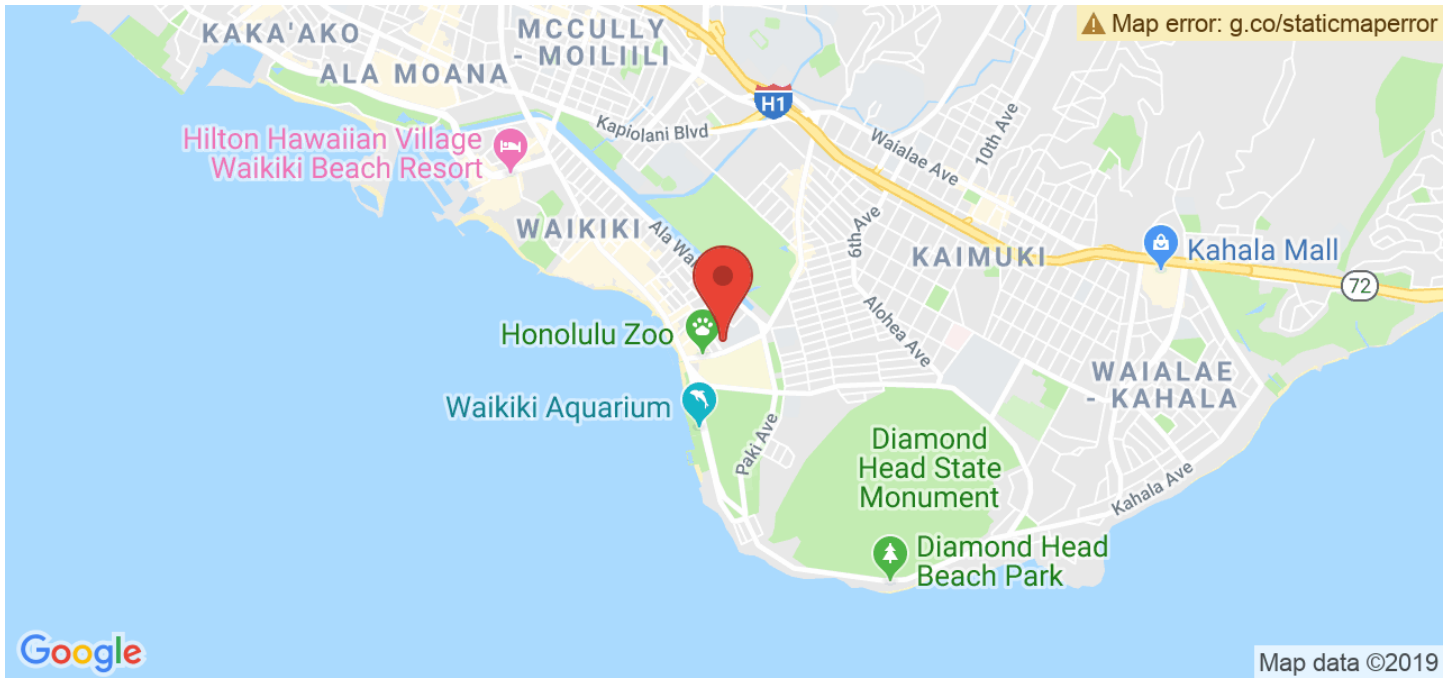 Map error: g.co/staticmaperror
KAKA'AKO
MCCULLY
- MOILIILI
ALA MOANA
H1
Kapiolani Blvd
Hilton Hawaiian Village
Waikiki Beach Resort
Waialae Ave
10th Ave
WAIKIKI
Ala Wai
6th Ave
KAIMUKI
Kahala Mall
72
Alohea Ave
Honolulu Zoo
WAIALAE
- KAHALA
Waikiki Aquarium
Paki Ave
Diamond
Head State
Monument
Kahala Ave
Diamond Head
Beach Park
Google
Map data ©2019